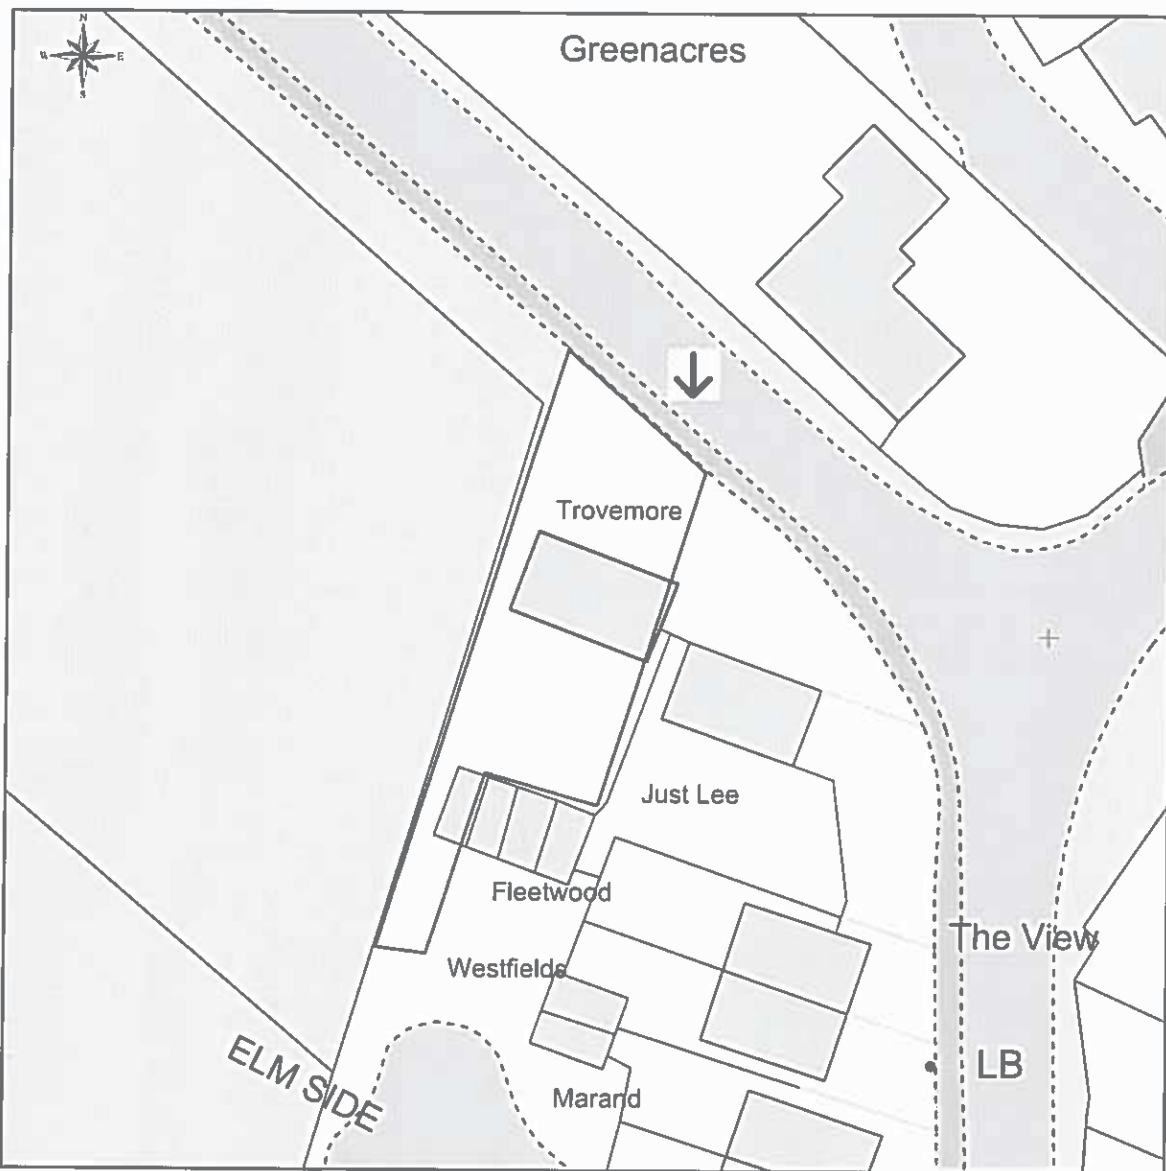 N
W E
S
Greenacres
Trovemore
Just Lee
Fleetwood
The View
Westfields
ELM SIDE
LB
Marand